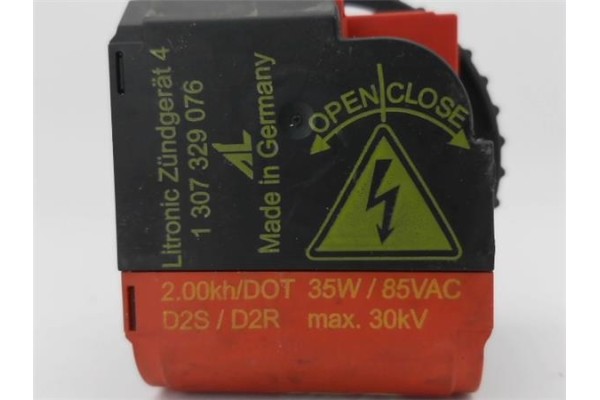 Litronic Zündgerät 4
1 307 329 076
AL
Made in Germany
OPEN CLOSE
2.00kh/DOT 35W / 85VAC
D2S / D2R max. 30kV